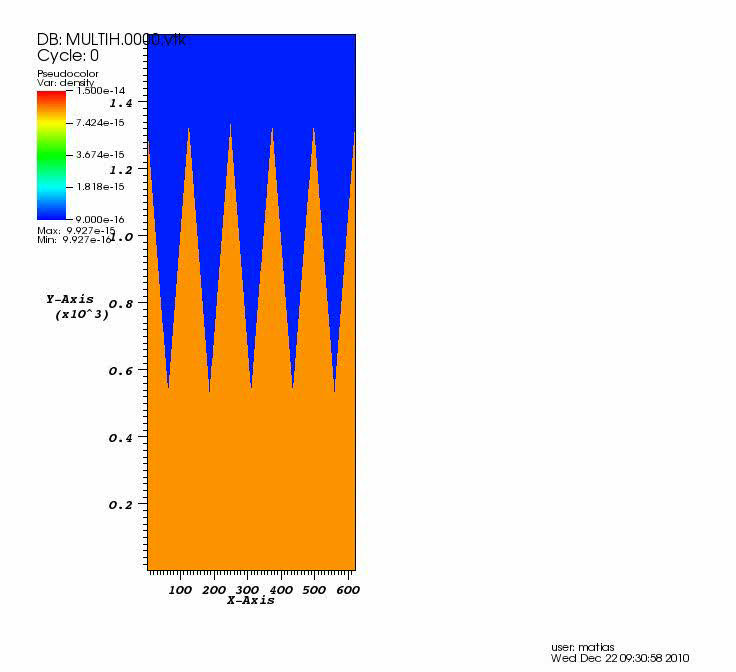 DB: MULTIH.0000.vtk
Cycle: 0
Pseudocolor
Var: density
1.500e-14
7.424e-15
3.674e-15
1.818e-15
9.000e-16
Max: 9.927e-15
Min: 9.927e-16
1.4
1.2
1.0
0.8
0.6
0.4
0.2
Y-Axis
(x10^3)
100 200 300 400 500 600
X-Axis
user: matias
Wed Dec 22 09:30:58 2010